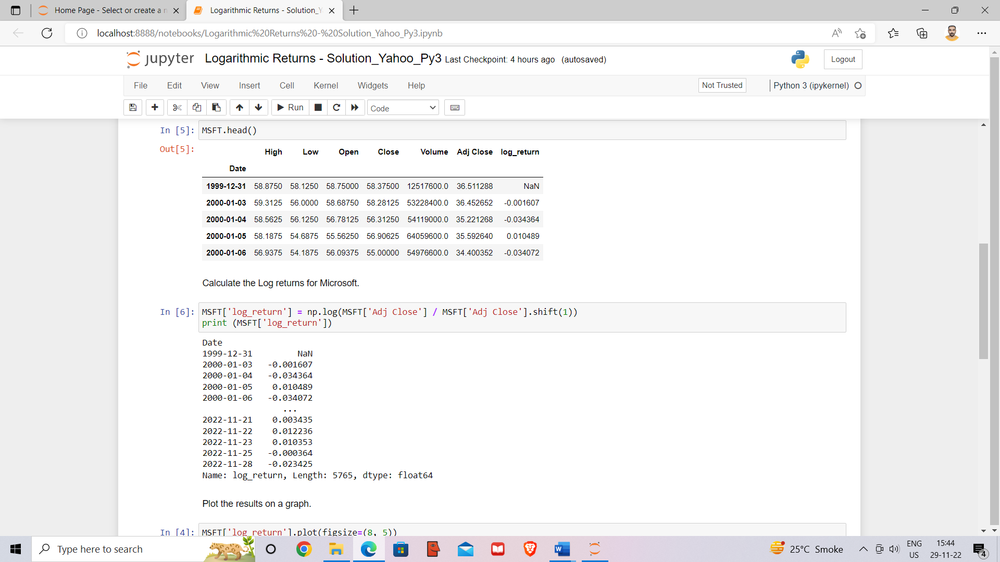 Home Page - Select or create a n
Logarithmic Returns - Solution_Y
localhost:8888/notebooks/Logarithmic%20Returns%20-%20Solution_Yahoo_Py3.ipynb
jupyter Logarithmic Returns - Solution_Yahoo_Py3 Last Checkpoint: 4 hours ago (autosaved) Logout
File Edit View Insert Cell Kernel Widgets Help Not Trusted Python 3 (ipykernel)
Run Code
In [5]: MSFT.head()
Out[5]:
High Low Open Close Volume Adj Close log_return
Date
1999-12-31 58.8750 58.1250 58.75000 58.37500 12517600.0 36.511288 NaN
2000-01-03 59.3125 56.0000 58.68750 58.28125 53228400.0 36.452652 -0.001607
2000-01-04 58.5625 56.1250 56.78125 56.31250 54119000.0 35.221268 -0.034364
2000-01-05 58.1875 54.6875 55.56250 56.90625 64059600.0 35.592640 0.010489
2000-01-06 56.9375 54.1875 56.09375 55.00000 54976600.0 34.400352 -0.034072
Calculate the Log returns for Microsoft.
In [6]: MSFT['log_return'] = np.log(MSFT['Adj Close'] / MSFT['Adj Close'].shift(1))
print (MSFT['log_return'])
Date
1999-12-31 NaN
2000-01-03 -0.001607
2000-01-04 -0.034364
2000-01-05 0.010489
2000-01-06 -0.034072
...
2022-11-21 0.003435
2022-11-22 0.012236
2022-11-23 0.010353
2022-11-25 -0.000364
2022-11-28 -0.023425
Name: log_return, Length: 5765, dtype: float64
Plot the results on a graph.
In [4]: MSFT['log_return'].plot(figsize=(8, 5))
Type here to search
25°C Smoke
ENG
US
15:44
29-11-22
4